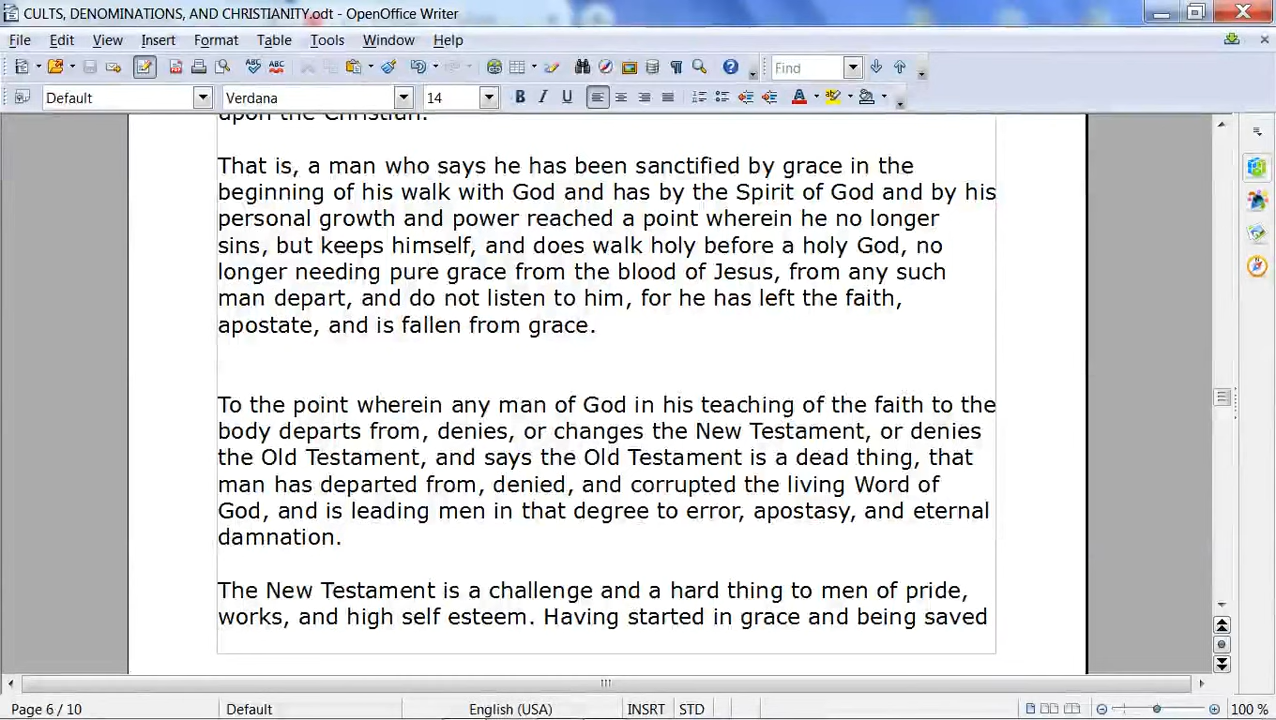 CULTS, DENOMINATIONS, AND CHRISTIANITY.odt - OpenOffice Writer
File Edit View Insert Format Table Tools Window Help
Find
Default Verdana 14
upon the Christian.
That is, a man who says he has been sanctified by grace in the
beginning of his walk with God and has by the Spirit of God and by his
personal growth and power reached a point wherein he no longer
sins, but keeps himself, and does walk holy before a holy God, no
longer needing pure grace from the blood of Jesus, from any such
man depart, and do not listen to him, for he has left the faith,
apostate, and is fallen from grace.
To the point wherein any man of God in his teaching of the faith to the
body departs from, denies, or changes the New Testament, or denies
the Old Testament, and says the Old Testament is a dead thing, that
man has departed from, denied, and corrupted the living Word of
God, and is leading men in that degree to error, apostasy, and eternal
damnation.
The New Testament is a challenge and a hard thing to men of pride,
works, and high self esteem. Having started in grace and being saved
Page 6 / 10 Default English (USA) INSRT STD 100 %